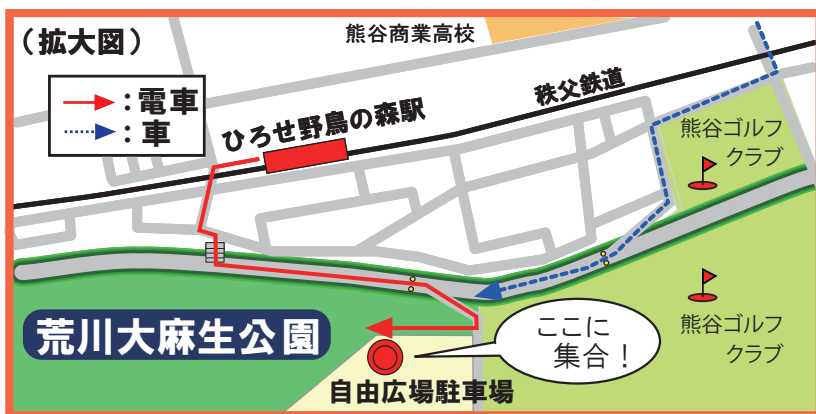 (拡大図)
熊谷商業高校
：電車
：車
ひろせ野鳥の森駅
秩父鉄道
熊谷ゴルフ
クラブ
熊谷ゴルフ
クラブ
荒川大麻生公園
ここに
集合！
自由広場駐車場